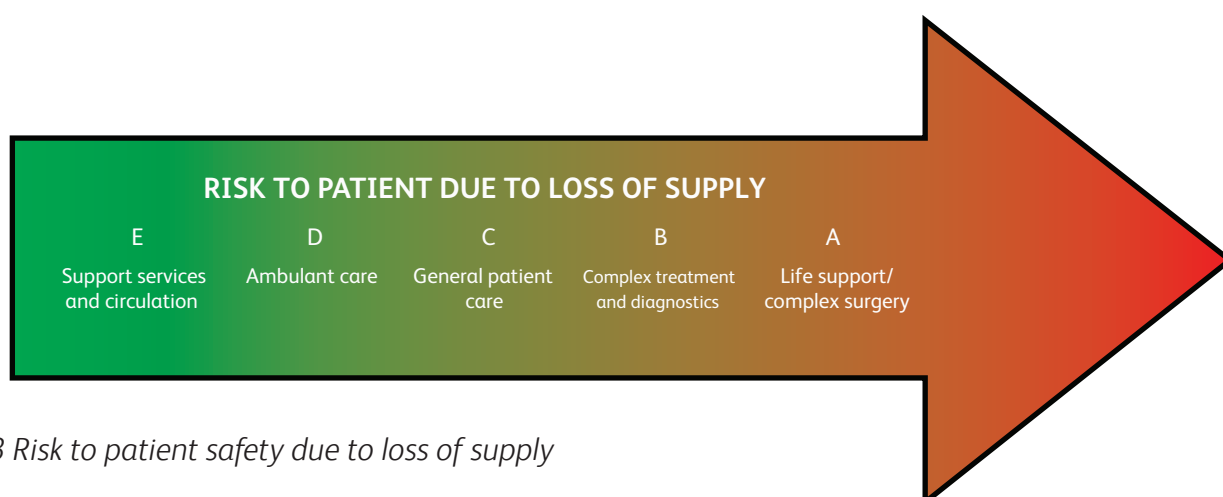 RISK TO PATIENT DUE TO LOSS OF SUPPLY
E
Support services
and circulation
D
Ambulant care
C
General patient
care
B
Complex treatment
and diagnostics
A
Life support/
complex surgery
3 Risk to patient safety due to loss of supply